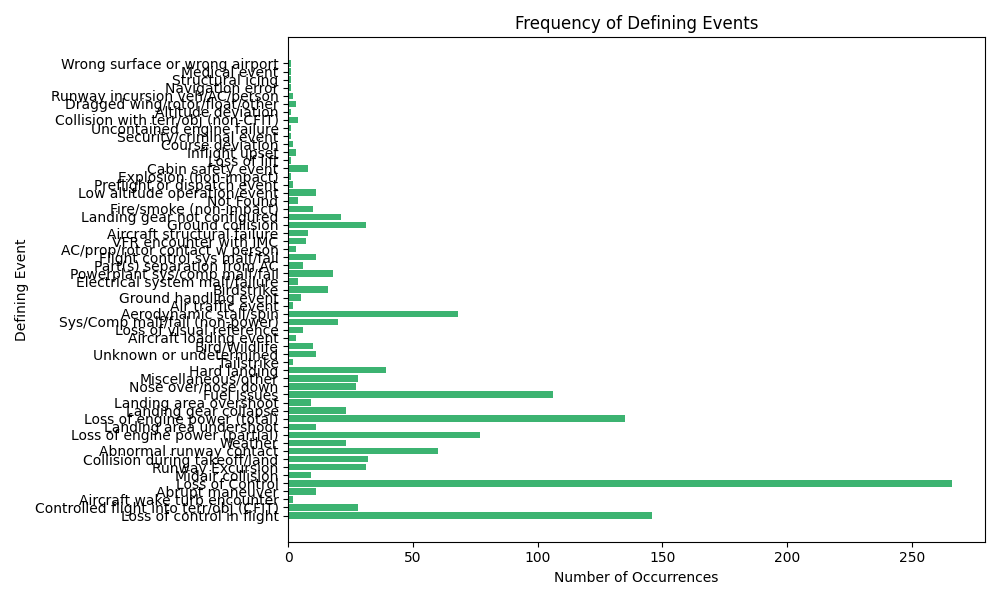 Frequency of Defining Events
Defining Event
Wrong surface or wrong airport
Medical event
Structural icing
Navigation error
Runway incursion veh/AC/person
Dragged wing/rotor/float/other
Altitude deviation
Collision with terr/obj (non-CFIT)
Uncontained engine failure
Security/criminal event
Course deviation
Inflight upset
Loss of lift
Cabin safety event
Explosion (non-impact)
Preflight or dispatch event
Low altitude operation/event
Not Found
Fire/smoke (non-impact)
Landing gear not configured
Ground collision
Aircraft structural failure
VFR encounter with IMC
AC/prop/rotor contact w person
Flight control sys malf/fail
Part(s) separation from AC
Powerplant sys/comp malf/fail
Electrical system malf/failure
Birdstrike
Ground handling event
Air traffic event
Aerodynamic stall/spin
Sys/Comp malf/fail (non-power)
Loss of visual reference
Aircraft loading event
Bird/Wildlife
Unknown or undetermined
Tailstrike
Hard landing
Miscellaneous/other
Nose over/nose down
Fuel issues
Landing area overshoot
Landing gear collapse
Loss of engine power (total)
Landing area undershoot
Loss of engine power (partial)
Weather
Abnormal runway contact
Collision during takeoff/land
Runway Excursion
Midair collision
Loss of Control
Abrupt maneuver
Aircraft wake turb encounter
Controlled flight into terr/obj (CFIT)
Loss of control in flight
0 50 100 150 200 250
Number of Occurrences